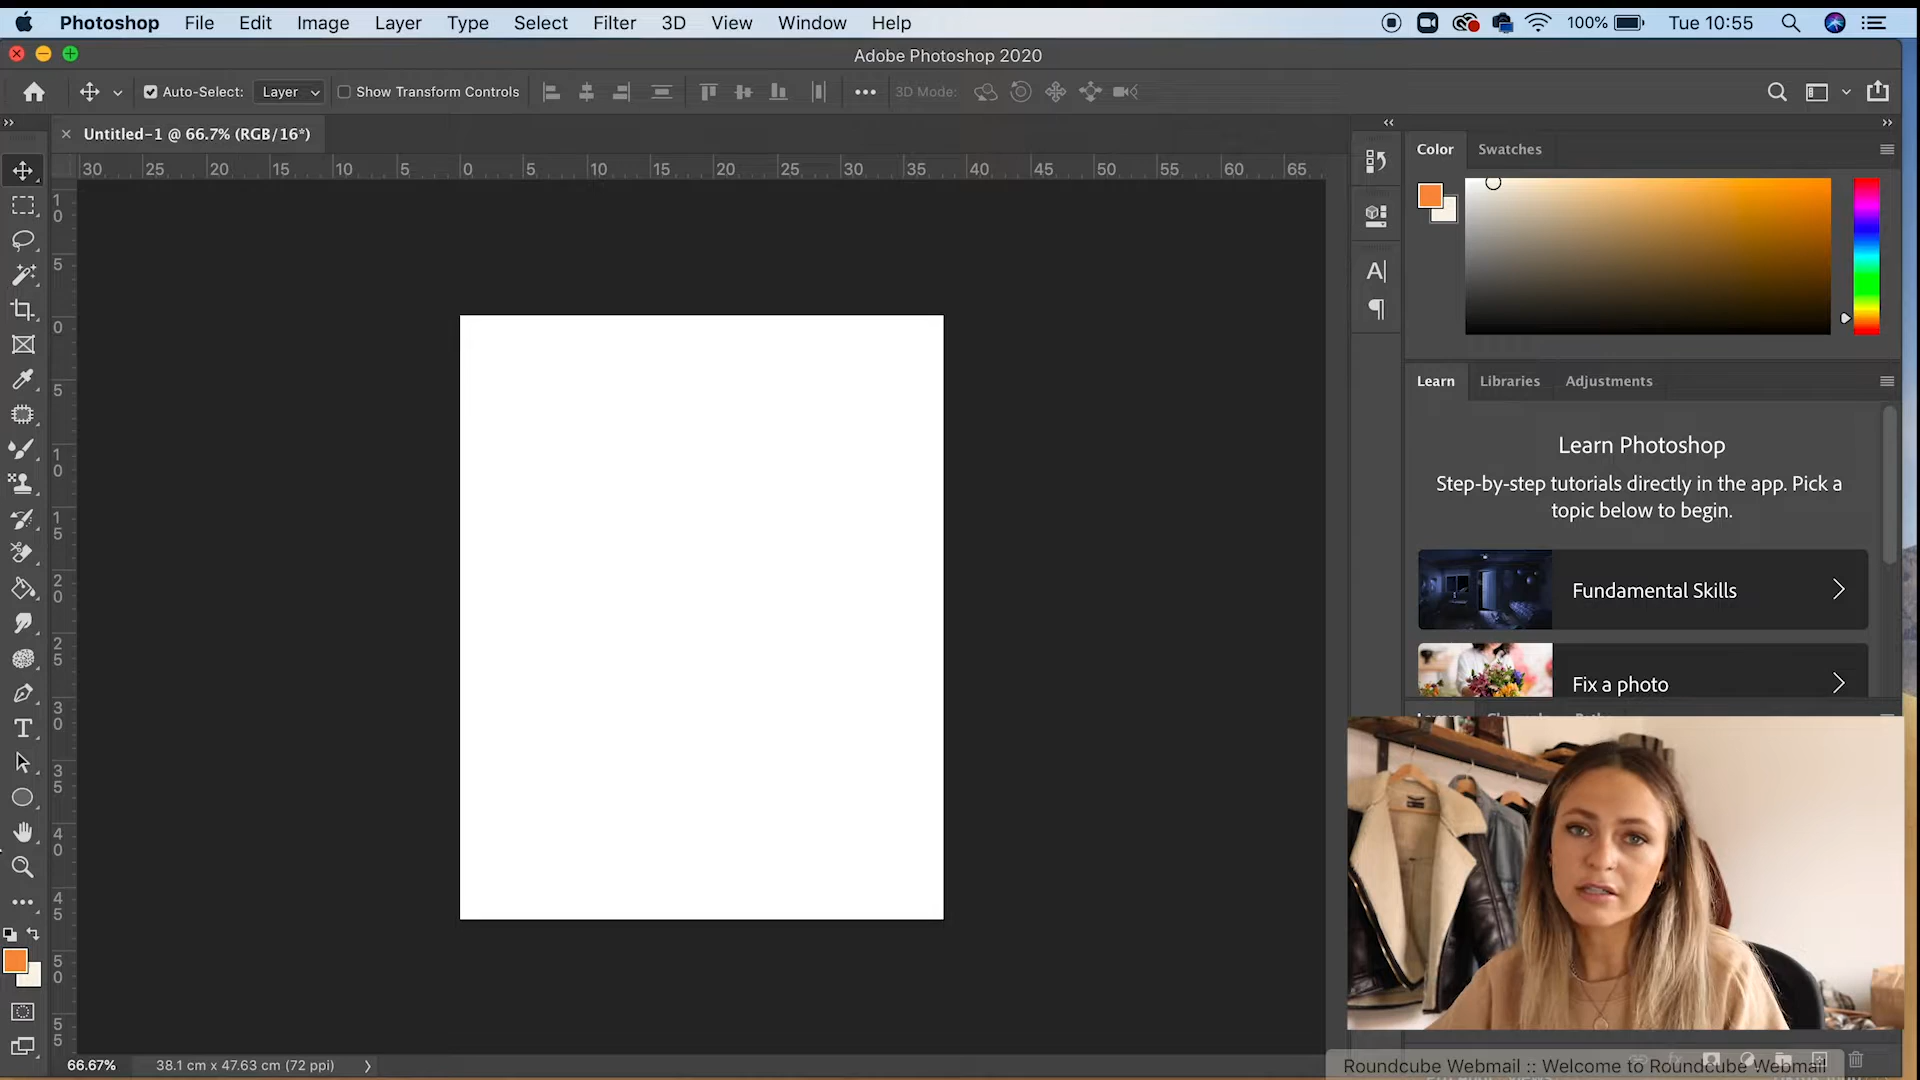 Photoshop File Edit Image Layer Type Select Filter 3D View Window Help 100% Tue 10:55
Adobe Photoshop 2020
Auto-Select: Layer Show Transform Controls 3D Mode:
Untitled-1 @ 66.7% (RGB/16*)
30 25 20 15 10 5 0 5 10 15 20 25 30 35 40 45 50 55 60 65
10
5
0
5
10
15
20
25
30
35
40
45
50
55
Color Swatches
Learn Libraries Adjustments
Learn Photoshop
Step-by-step tutorials directly in the app. Pick a
topic below to begin.
Fundamental Skills
Fix a photo
66.67% 38.1 cm x 47.63 cm (72 ppi)
Roundcube Webmail :: Welcome to Roundcube Webmail